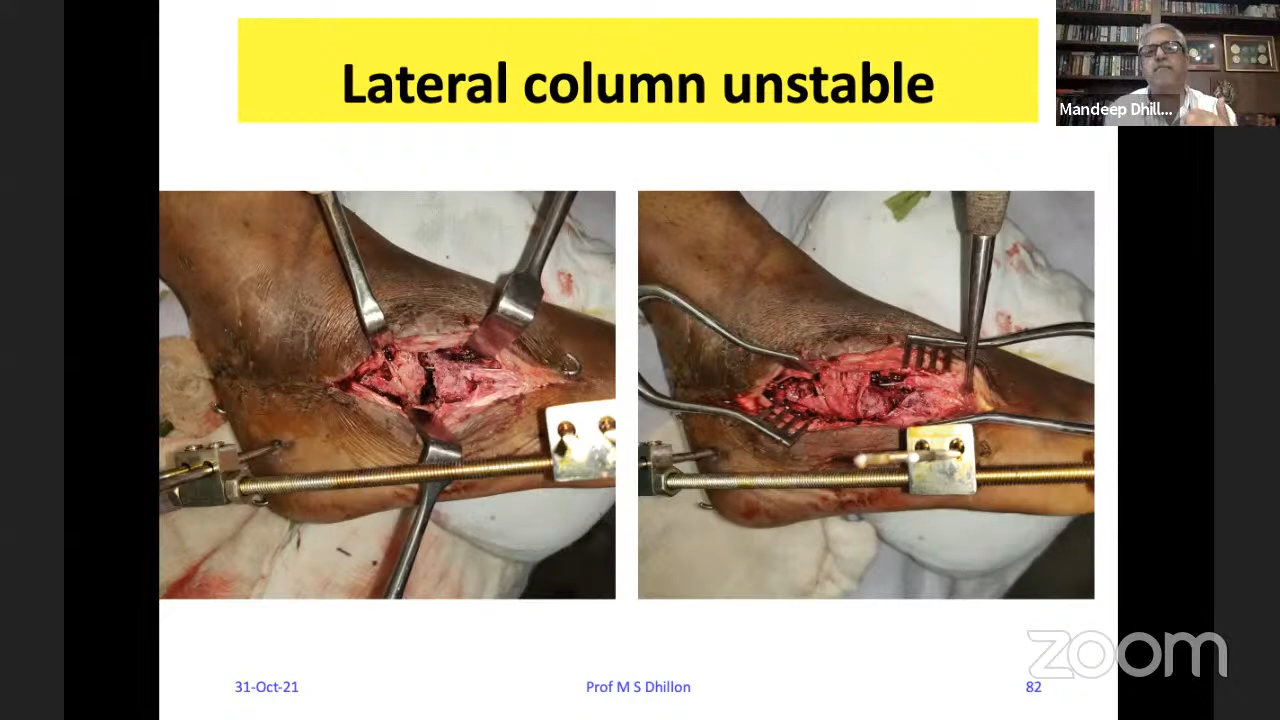 Lateral column unstable
Mandeep Dhill...
31-Oct-21
Prof M S Dhillon
82
zoom